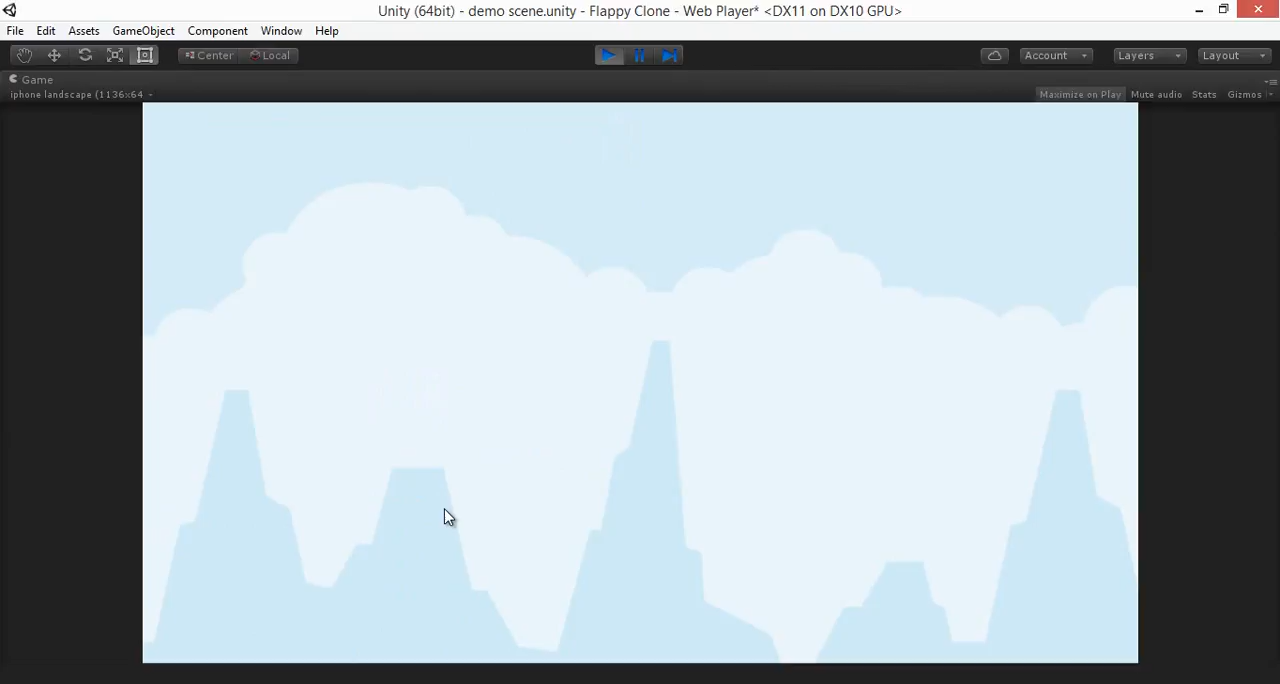 Unity (64bit) - demo scene.unity - Flappy Clone - Web Player* <DX11 on DX10 GPU>
File Edit Assets GameObject Component Window Help
Center Local Account Layers Layout
Game
iphone landscape (1136x64 Maximize on Play Mute audio Stats Gizmos